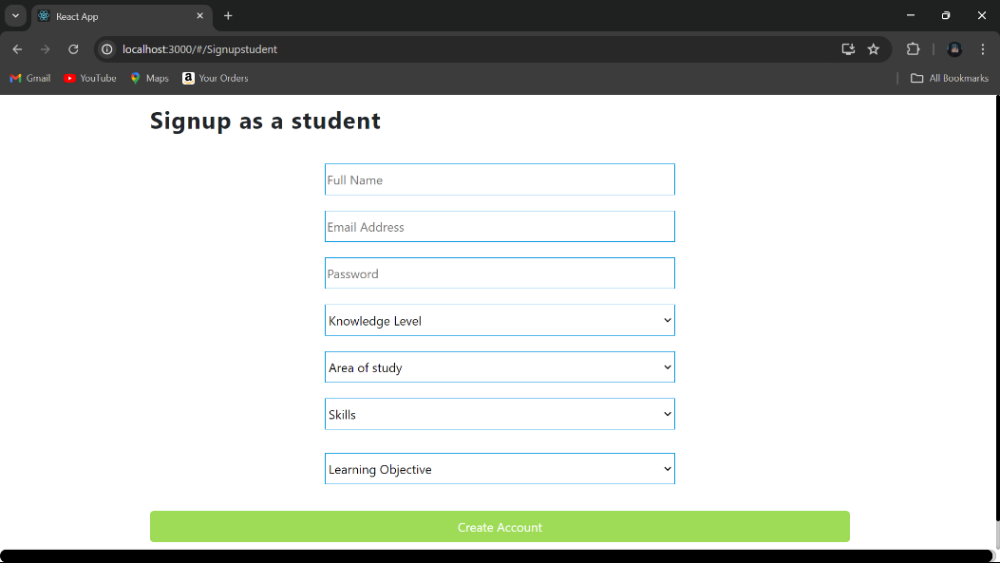 React App
localhost:3000/#/Signupstudent
Gmail YouTube Maps a Your Orders All Bookmarks
Signup as a student
Full Name
Email Address
Password
Knowledge Level
Area of study
Skills
Learning Objective
Create Account